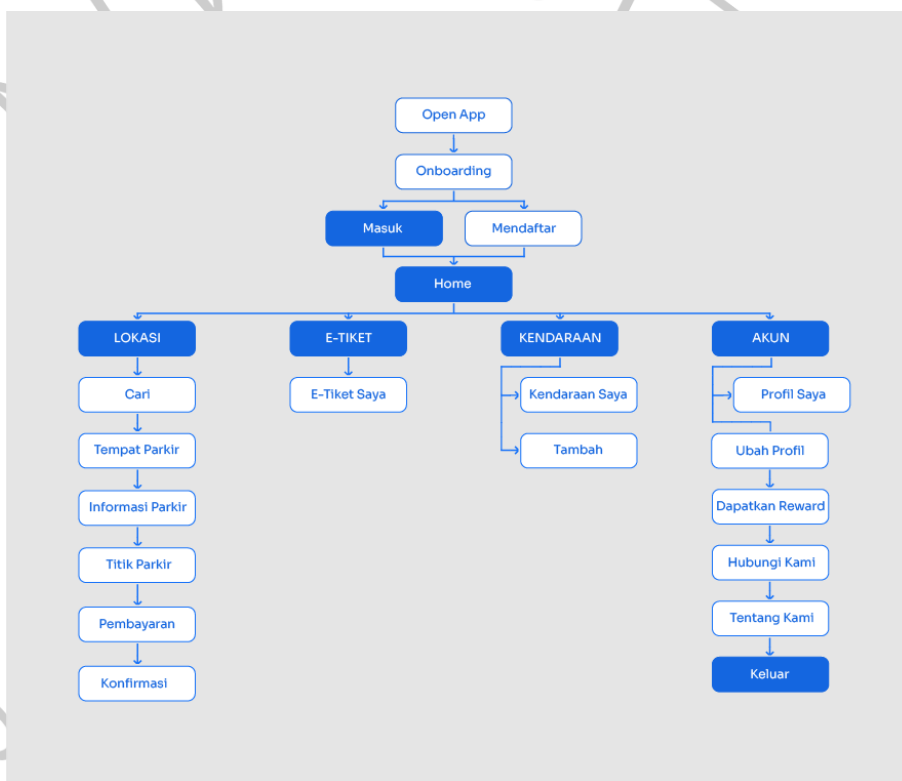 Open App
Onboarding
Masuk
Mendaftar
Home
LOKASI
E-TIKET
KENDARAAN
AKUN
Cari
E-Tiket Saya
Kendaraan Saya
Profil Saya
Tempat Parkir
Tambah
Ubah Profil
Informasi Parkir
Dapatkan Reward
Titik Parkir
Hubungi Kami
Pembayaran
Tentang Kami
Konfirmasi
Keluar